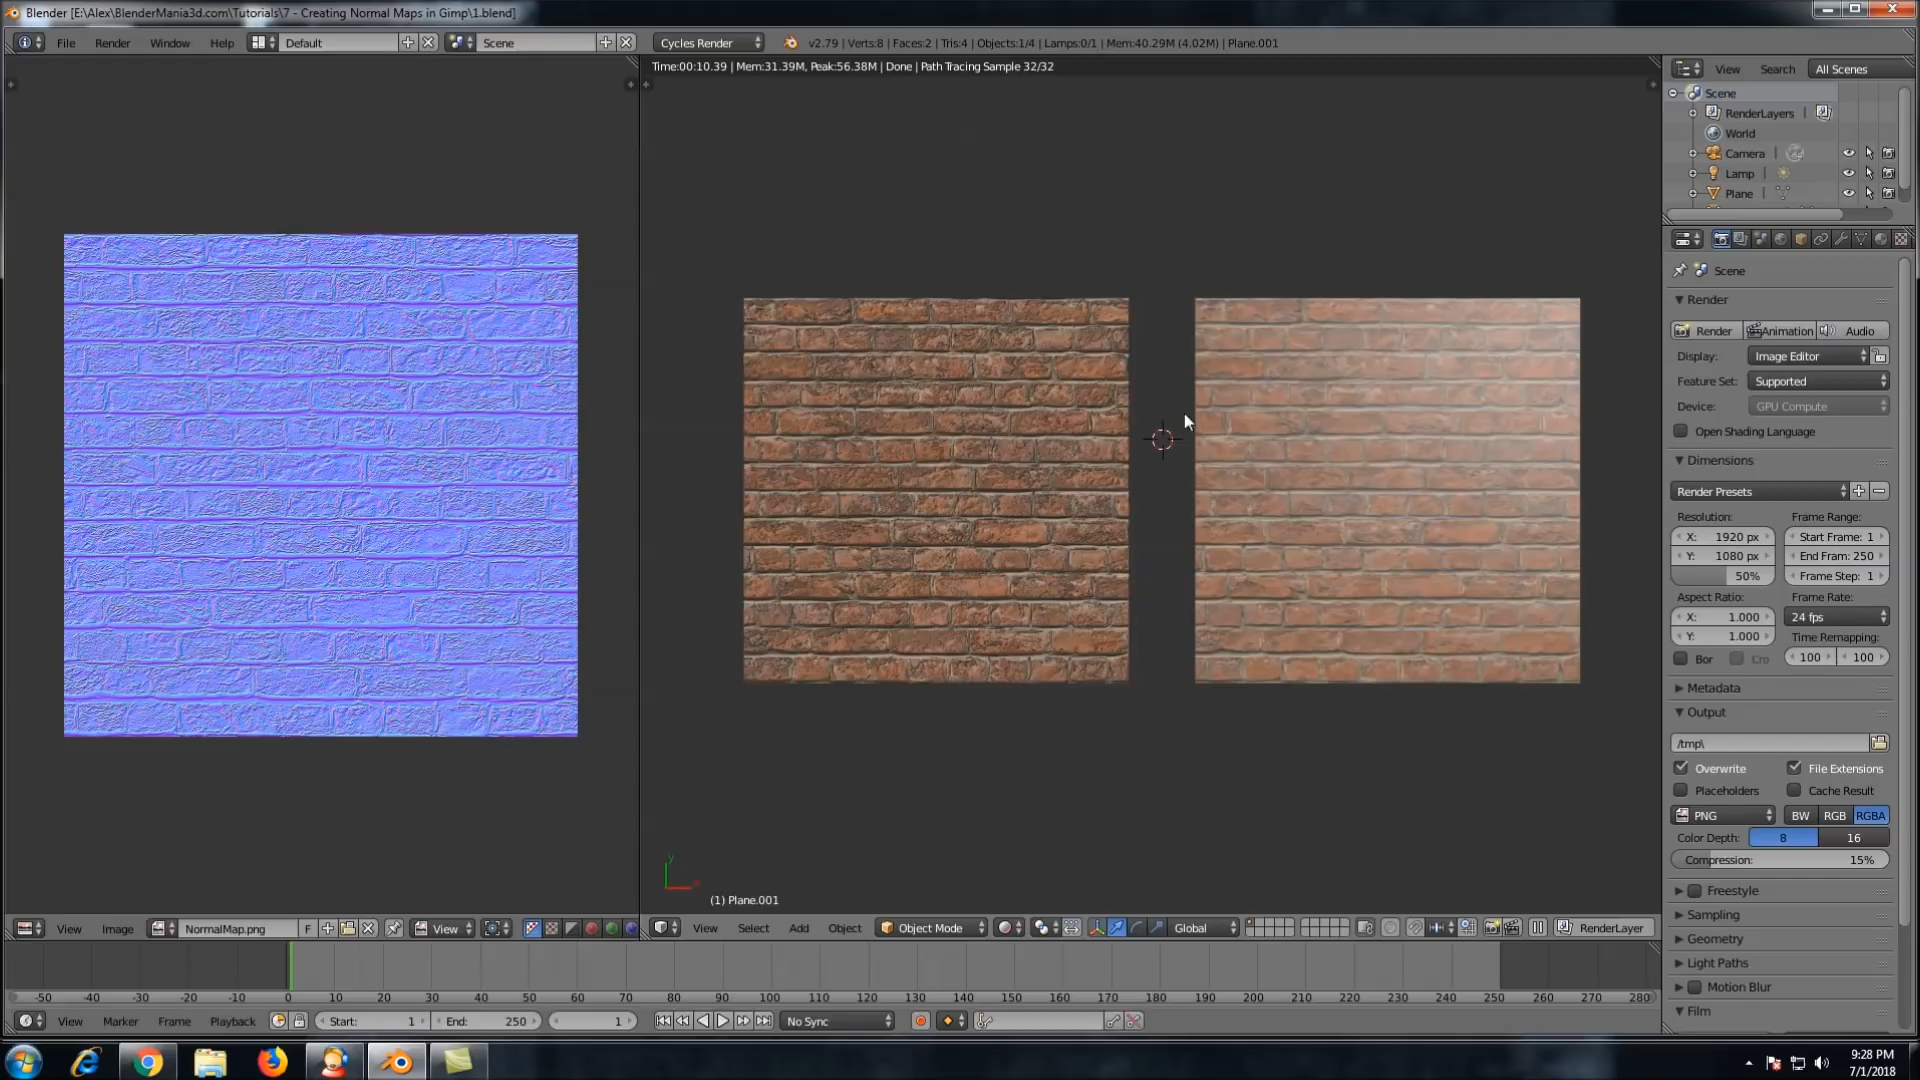 Blender [E:\Alex\BlenderMania3d.com\Tutorials\7 - Creating Normal Maps in Gimp\1.blend]
File Render Window Help Default Scene Cycles Render v2.79 | Verts:8 | Faces:2 | Tris:4 | Objects:1/4 | Lamps:0/1 | Mem:40.29M (4.02M) | Plane.001
Time:00:10.39 | Mem:31.39M, Peak:56.38M | Done | Path Tracing Sample 32/32
View Search All Scenes
Scene
RenderLayers |
World
Camera |
Lamp |
Plane |
Scene
Render
Render Animation Audio
Display: Image Editor
Feature Set: Supported
Device: GPU Compute
Open Shading Language
Dimensions
Render Presets
Resolution: Frame Range:
X: 1920 px Start Frame: 1
Y: 1080 px End Fram: 250
50% Frame Step: 1
Aspect Ratio: Frame Rate:
X: 1.000 24 fps
Y: 1.000 Time Remapping:
Bor Cro 100 100
Metadata
Output
/tmp\
Overwrite File Extensions
Placeholders Cache Result
PNG BW RGB RGBA
Color Depth: 8 16
Compression: 15%
Freestyle
Sampling
Geometry
Light Paths
Motion Blur
Film
y
(1) Plane.001
View Image NormalMap.png F View
View Select Add Object Object Mode Global RenderLayer
-50 -40 -30 -20 -10 0 10 20 30 40 50 60 70 80 90 100 110 120 130 140 150 160 170 180 190 200 210 220 230 240 250 260 270 280
View Marker Frame Playback Start: 1 End: 250 1 No Sync
9:28 PM
7/1/2018